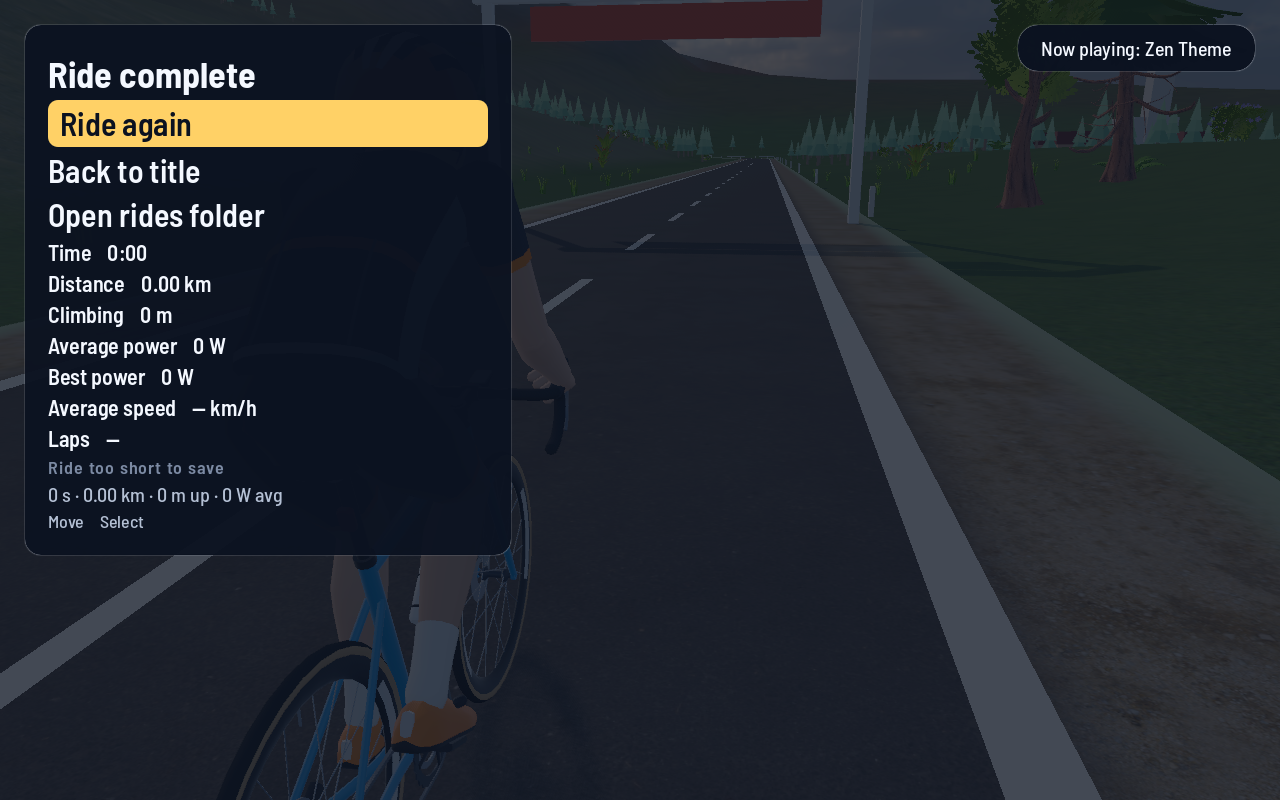 Ride complete
Now playing: Zen Theme
Ride again
Back to title
Open rides folder
Time 0:00
Distance 0.00 km
Climbing 0 m
Average power 0 W
Best power 0 W
Average speed – km/h
Laps –
Ride too short to save
0 s · 0.00 km · 0 m up · 0 W avg
Move Select